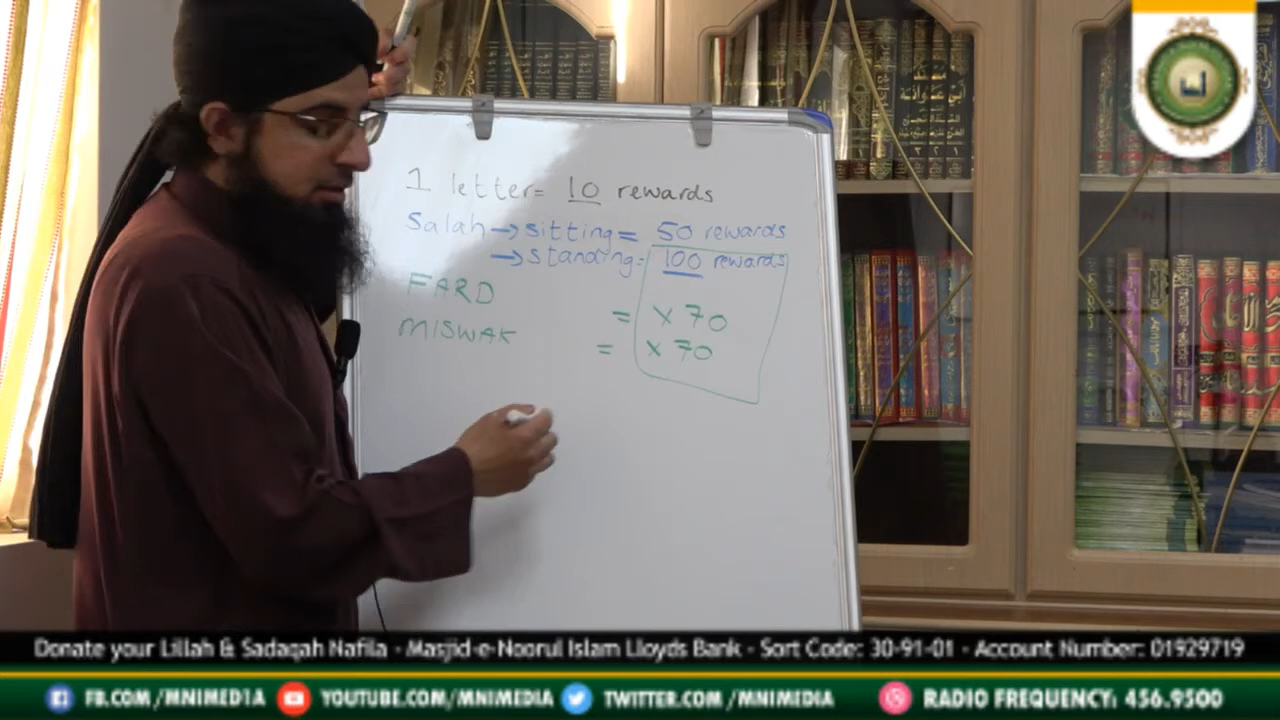 1 letter= 10 rewards
Salah → sitting = 50 rewards
→ standing= 100 rewards
FARD = x 70
MISWAK = x 70
Donate your Lillah & Sadaqah Nafila - Masjid-e-Noorul Islam Lloyds Bank - Sort Code: 30-91-01 - Account Number: 01929719
FB.COM/MNIMEDIA YOUTUBE.COM/MNIMEDIA TWITTER.COM/MNIMEDIA RADIO FREQUENCY: 456.9500